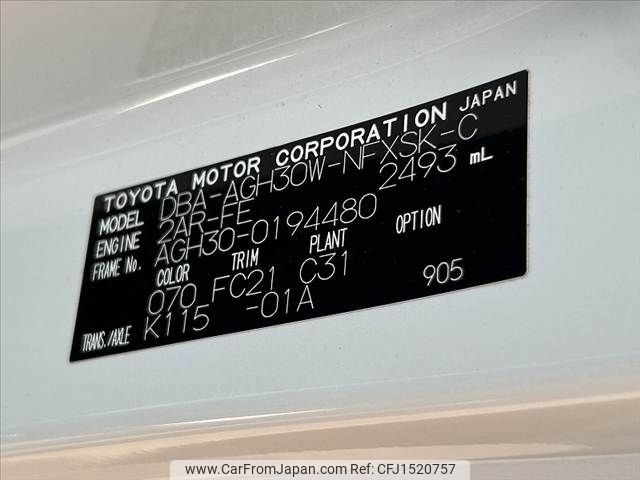 TOYOTA MOTOR CORPORATION JAPAN
MODEL DBA-AGH30W-NFXSK-C
ENGINE 2AR-FE 2493 mL
FRAME No. AGH30-0194480
COLOR TRIM PLANT OPTION
070 FC21 C31
TRANS./AXLE K115 -01A 905
www.CarFromJapan.com | © CarFromJapan | CFJ1520757